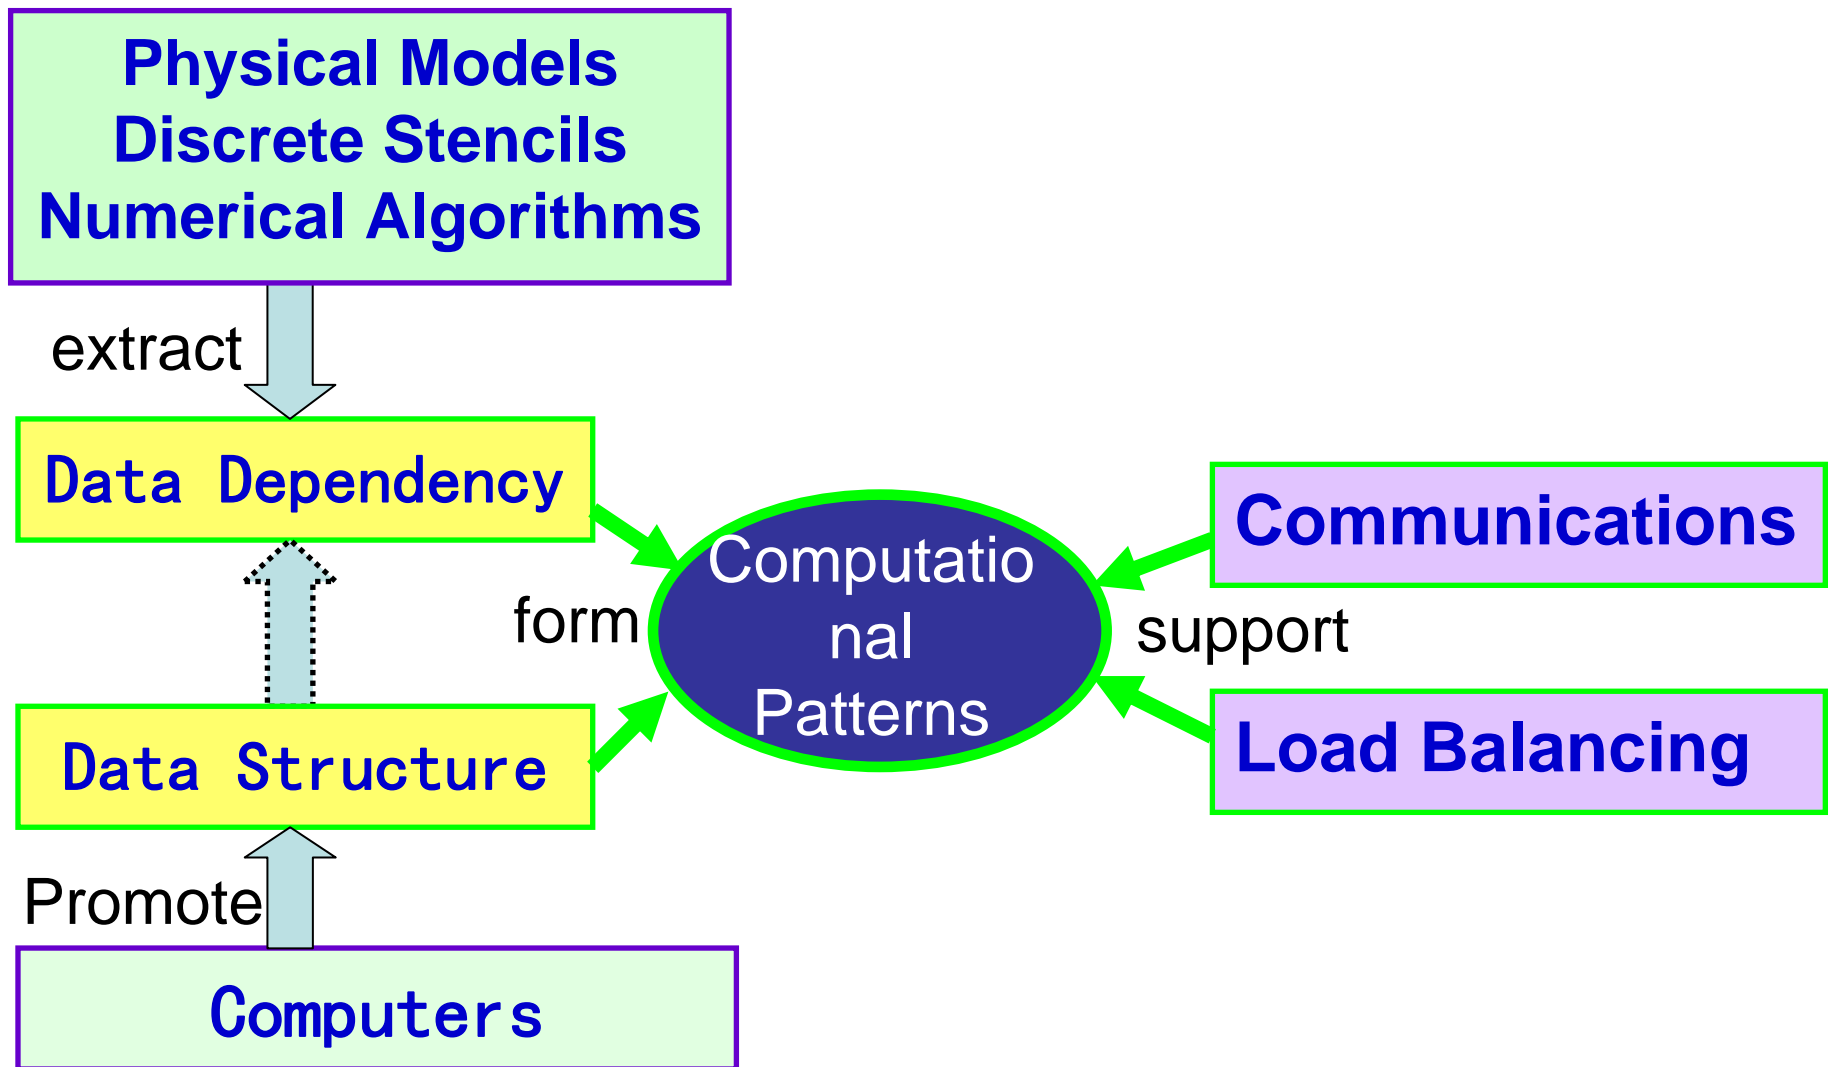 Physical Models
Discrete Stencils
Numerical Algorithms
extract
Data Dependency
form
Computatio
nal
Patterns
Communications
support
Data Structure
Load Balancing
Promote
Computers